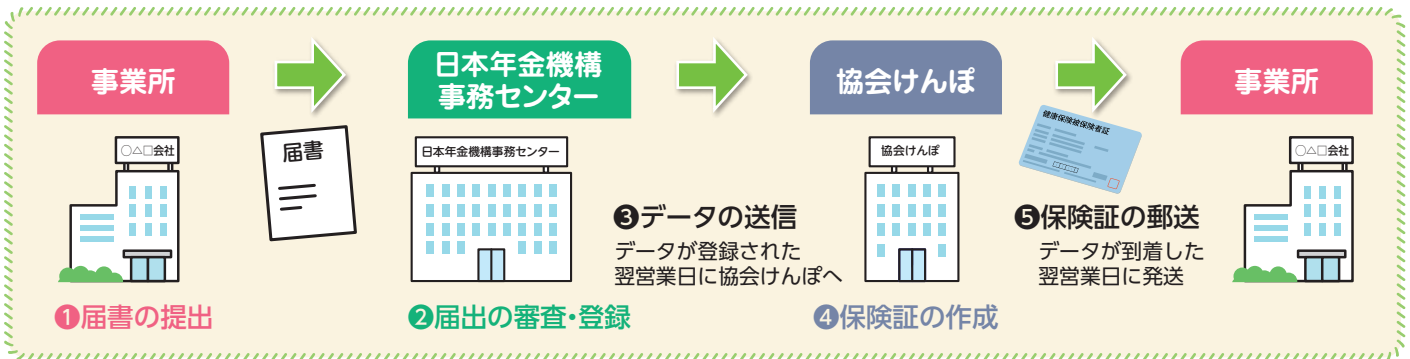 事業所
日本年金機構
事務センター
協会けんぽ
事業所
○△□会社
届書
日本年金機構事務センター
協会けんぽ
健康保険被保険者証
○△□会社
❸データの送信
データが登録された
翌営業日に協会けんぽへ
❺保険証の郵送
データが到着した
翌営業日に発送
❶届書の提出
❷届出の審査・登録
❹保険証の作成